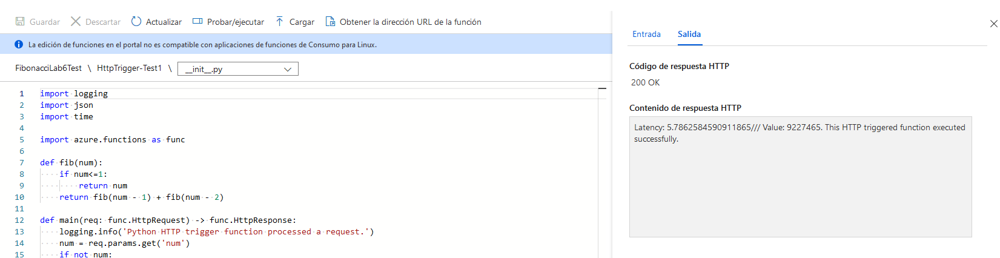 Guardar Descartar Actualizar Probar/ejecutar Cargar Obtener la dirección URL de la función
La edición de funciones en el portal no es compatible con aplicaciones de funciones de Consumo para Linux.
FibonacciLab6Test \ HttpTrigger-Test1 \ __init__.py
1 import logging
2 import json
3 import time
4
5 import azure.functions as func
6
7 def fib(num):
8     if num<=1:
9         return num
10     return fib(num - 1) + fib(num - 2)
11
12 def main(req: func.HttpRequest) -> func.HttpResponse:
13     logging.info('Python HTTP trigger function processed a request.')
14     num = req.params.get('num')
15     if not num:
Entrada Salida
Código de respuesta HTTP
200 OK
Contenido de respuesta HTTP
Latency: 5.7862584590911865/// Value: 9227465. This HTTP triggered function executed
successfully.